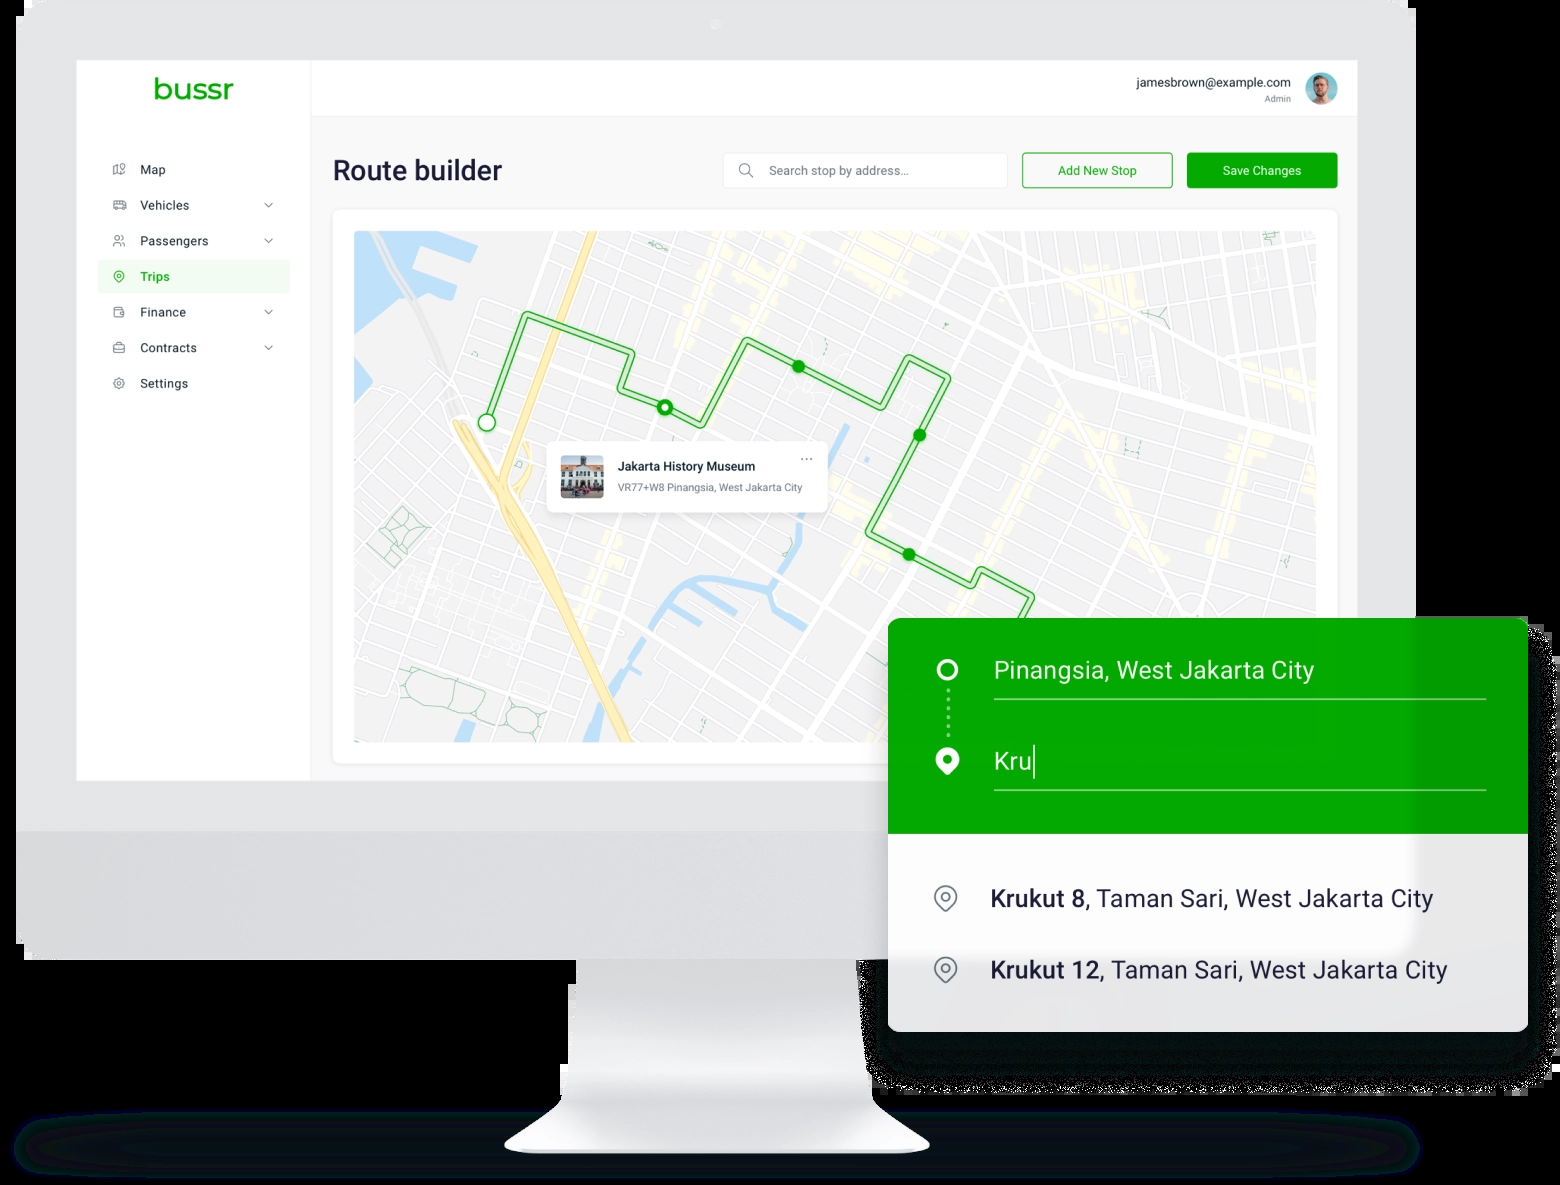 bussr
jamesbrown@example.com
Admin
Map
Vehicles
Passengers
Trips
Finance
Contracts
Settings
Route builder
Search stop by address...
Add New Stop
Save Changes
Jakarta History Museum
VR77+W8 Pinangsia, West Jakarta City
Pinangsia, West Jakarta City
Kru
Krukut 8, Taman Sari, West Jakarta City
Krukut 12, Taman Sari, West Jakarta City